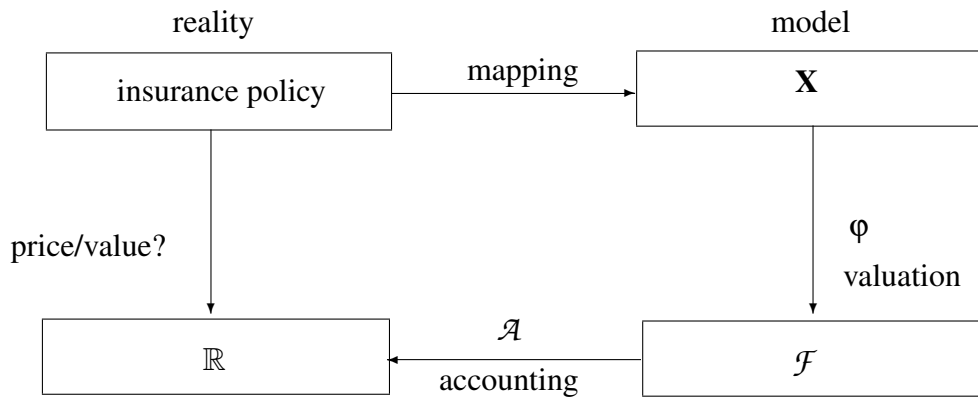 reality
model
insurance policy
mapping
X
price/value?
φ
valuation
ℝ
𝒜
accounting
ℱ